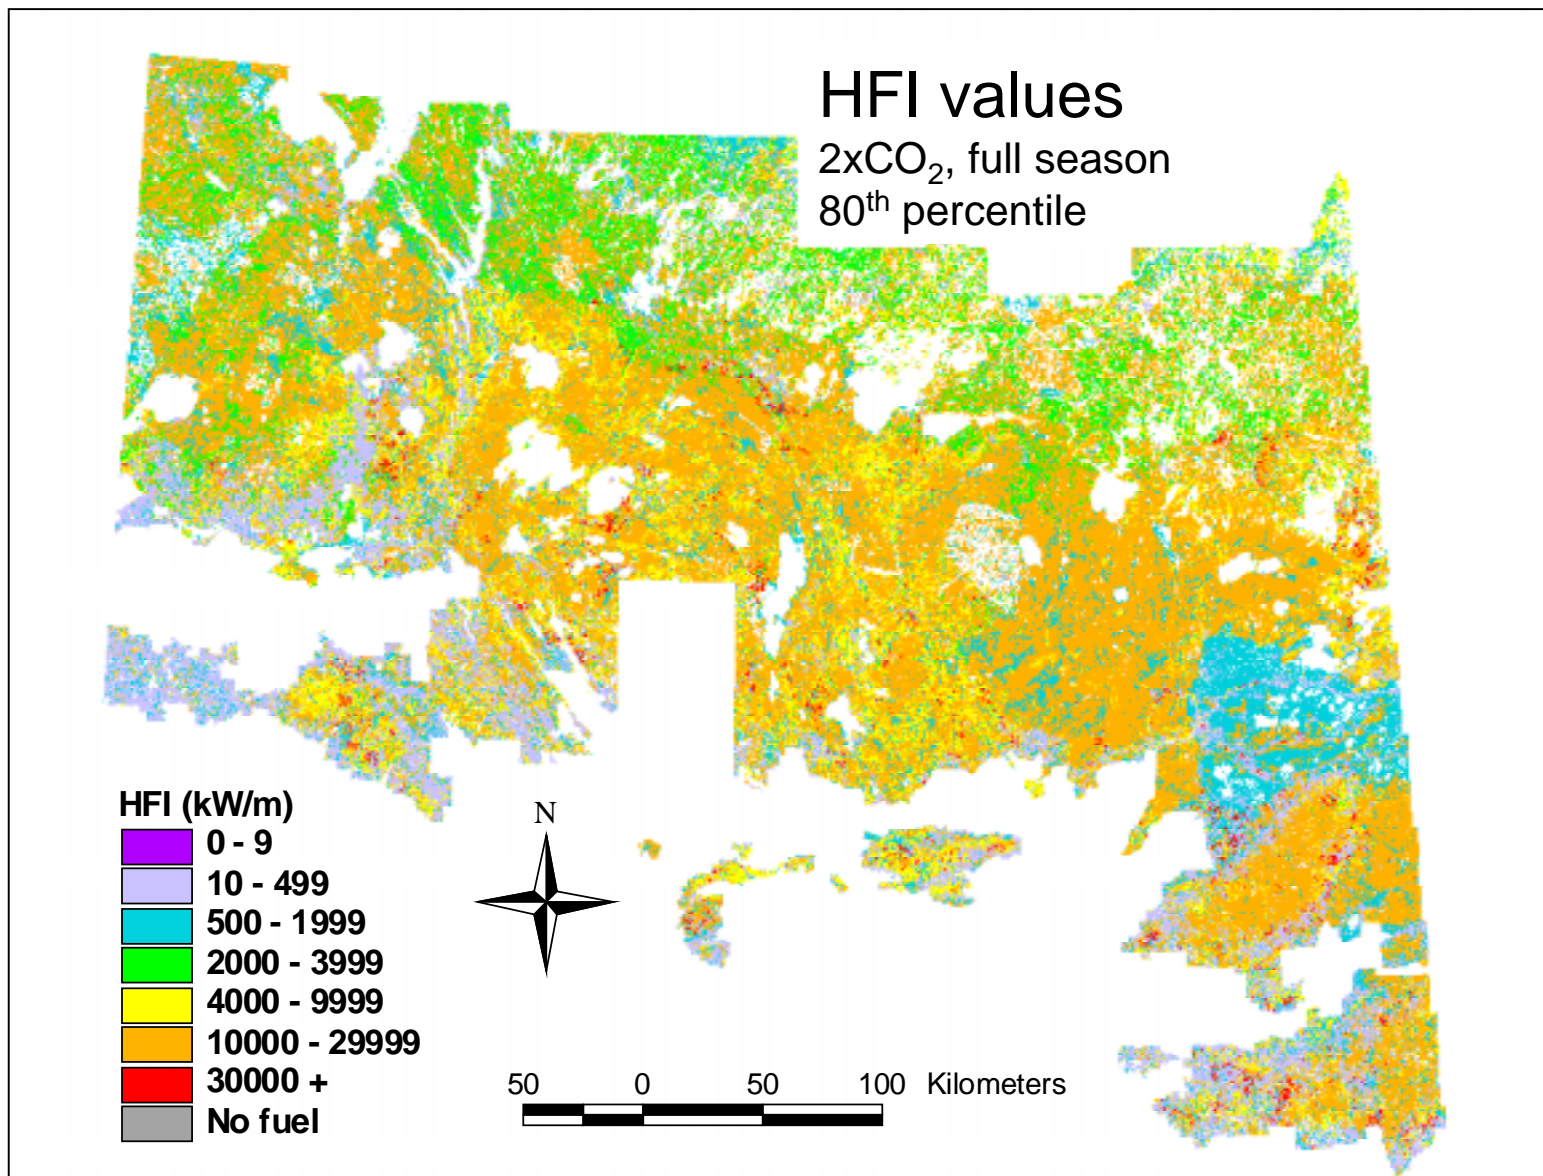 HFI values
2xCO₂, full season
80ᵗʰ percentile
HFI (kW/m)
0 - 9
10 - 499
500 - 1999
2000 - 3999
4000 - 9999
10000 - 29999
30000 +
No fuel
N
50 0 50 100 Kilometers